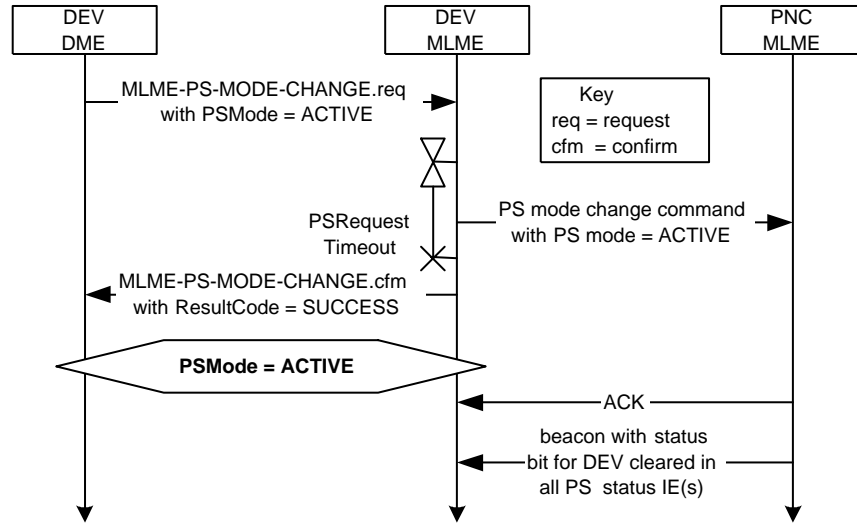 DEV
DME
DEV
MLME
PNC
MLME
MLME-PS-MODE-CHANGE.req
with PSMode = ACTIVE
Key
req = request
cfm = confirm
PSRequest
Timeout
PS mode change command
with PS mode = ACTIVE
MLME-PS-MODE-CHANGE.cfm
with ResultCode = SUCCESS
PSMode = ACTIVE
ACK
beacon with status
bit for DEV cleared in
all PS status IE(s)